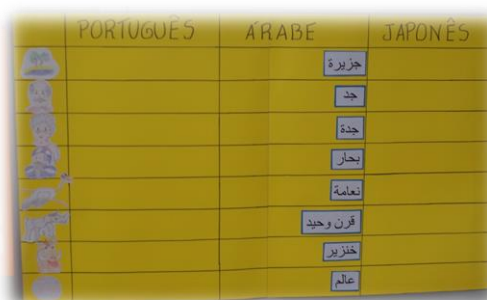 PORTUGUÊS ÁRABE JAPONÊS
جزيرة
جد
جدة
بحار
نعامة
قرن وحيد
خنزير
عالم